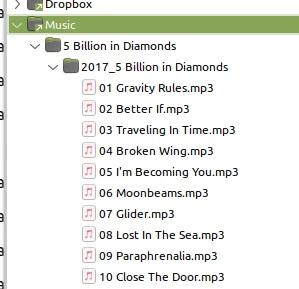 Dropbox
Music
5 Billion in Diamonds
2017_5 Billion in Diamonds
01 Gravity Rules.mp3
02 Better If.mp3
03 Traveling In Time.mp3
04 Broken Wing.mp3
05 I'm Becoming You.mp3
06 Moonbeams.mp3
07 Glider.mp3
08 Lost In The Sea.mp3
09 Paraphrenalia.mp3
10 Close The Door.mp3